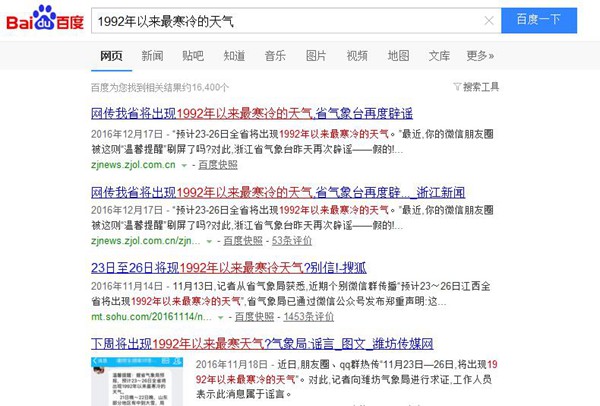 Bai du 百度
1992年以来最寒冷的天气
百度一下
网页 新闻 贴吧 知道 音乐 图片 视频 地图 文库 更多»
百度为您找到相关结果约16,400个
搜索工具
网传我省将出现1992年以来最寒冷的天气,省气象台再度辟谣
2016年12月17日 - “预计23-26日全省将出现1992年以来最寒冷的天气。”最近,你的微信朋友圈
被这则“温馨提醒”刷屏了吗?对此,浙江省气象台昨天再次辟谣——假的!...
zjnews.zjol.com.cn - 百度快照
网传我省将出现1992年以来最寒冷的天气,省气象台再度辟..._浙江新闻
2016年12月17日 - “预计23-26日全省将出现1992年以来最寒冷的天气。”最近,你的微信朋友圈
被这则“温馨提醒”刷屏了吗?对此,浙江省气象台昨天再次辟谣——假的!...
zjnews.zjol.com.cn/zjn... - 百度快照 - 53条评价
23日至26日将现1992年以来最寒冷天气?别信!-搜狐
2016年11月14日 - 11月13日,记者从省气象局获悉,近期个别微信群传播“预计23-26日江西全
省将出现1992年以来最寒冷的天气”,省气象局已通过微信公众号发布郑重声明:这...
mt.sohu.com/20161114/n... - 百度快照 - 1453条评价
下周将出现1992年以来最寒冷天气?气象局:谣言_图文_潍坊传媒网
2016年11月18日 - 近日,朋友圈、qq群热传“11月23日—26日,将出现19
92年以来最寒冷的天气”。对此,记者向潍坊气象局进行求证,工作人员
表示此消息属于谣言。